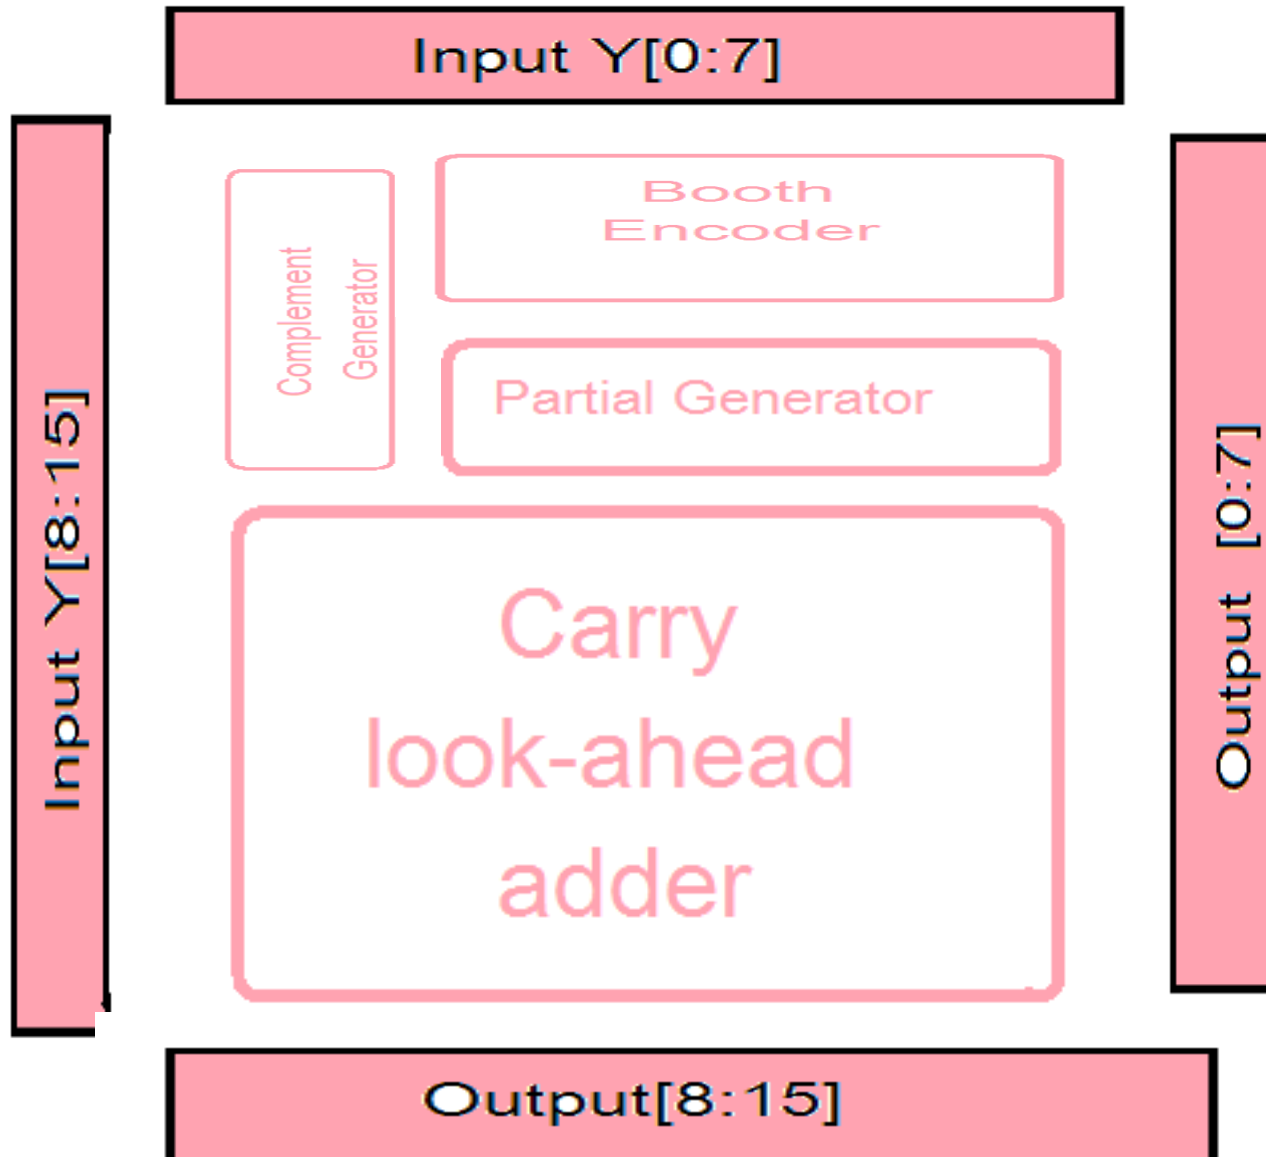 Input Y[0:7]
Booth
Encoder
Complement
Generator
Partial Generator
Input Y[8:15]
Output [0:7]
Carry
look-ahead
adder
Output[8:15]